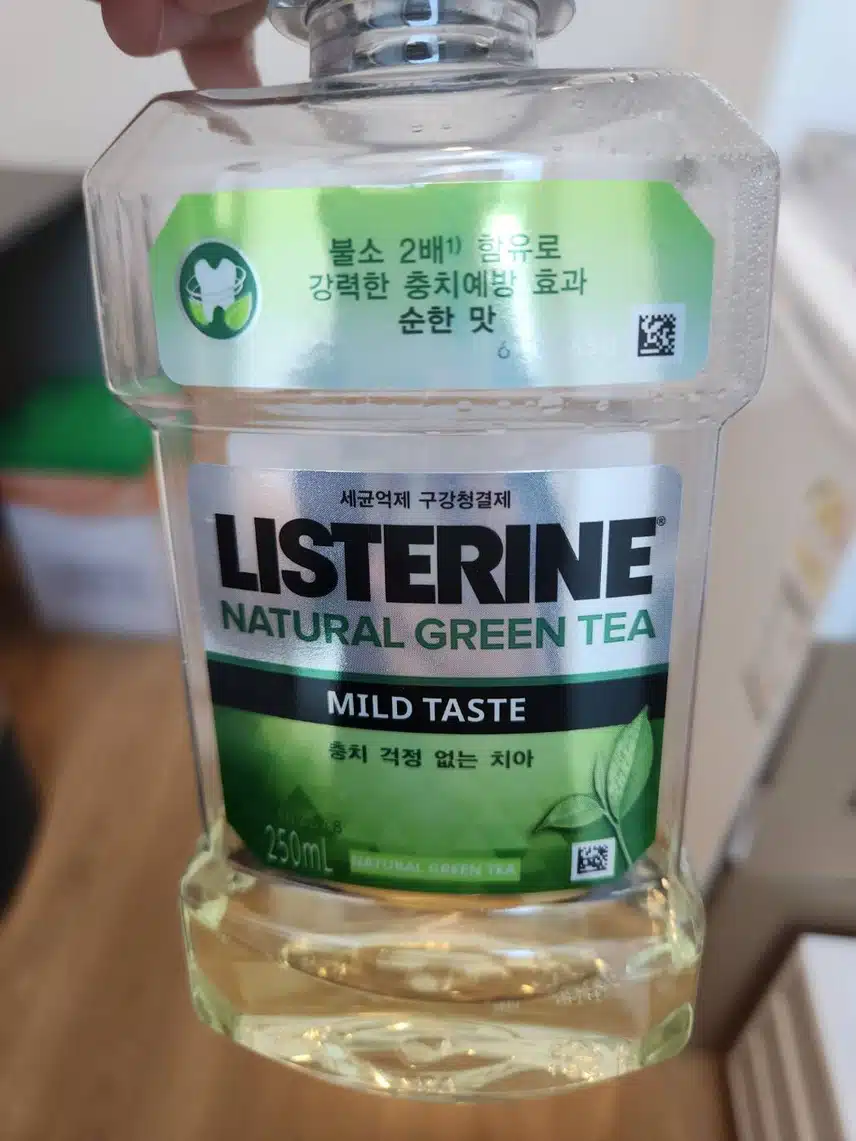 불소 2배¹⁾ 함유로
강력한 충치예방 효과
순한 맛
세균억제 구강청결제
LISTERINE®
NATURAL GREEN TEA
MILD TASTE
충치 걱정 없는 치아
250mL
NATURAL GREEN TEA